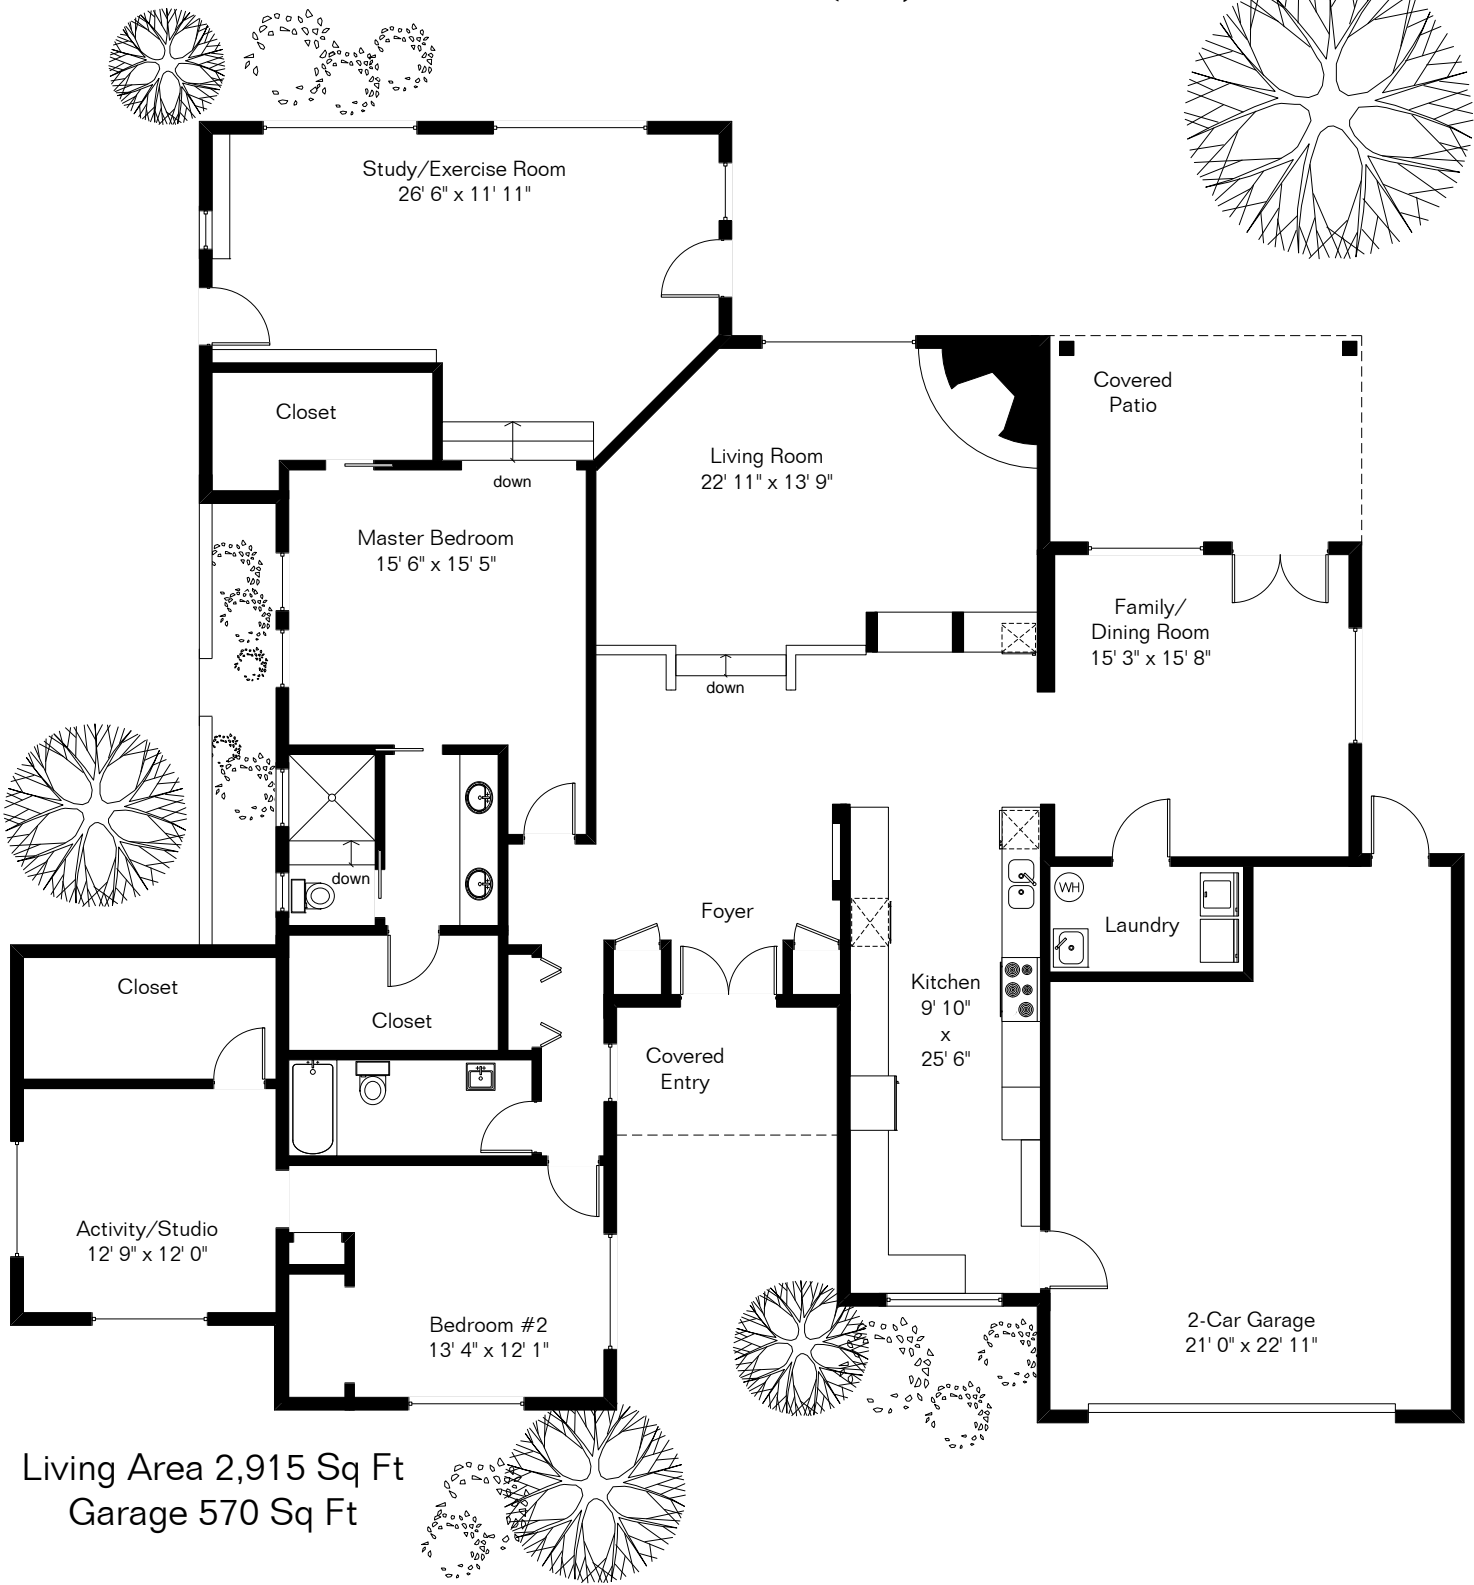 Study/Exercise Room
26' 6" x 11' 11"
Closet
down
Living Room
22' 11" x 13' 9"
Covered
Patio
Master Bedroom
15' 6" x 15' 5"
Family/
Dining Room
15' 3" x 15' 8"
down
down
WH
Laundry
Foyer
Closet
Closet
Kitchen
9' 10"
x
25' 6"
Covered
Entry
Activity/Studio
12' 9" x 12' 0"
Bedroom #2
13' 4" x 12' 1"
2-Car Garage
21' 0" x 22' 11"
Living Area 2,915 Sq Ft
Garage 570 Sq Ft